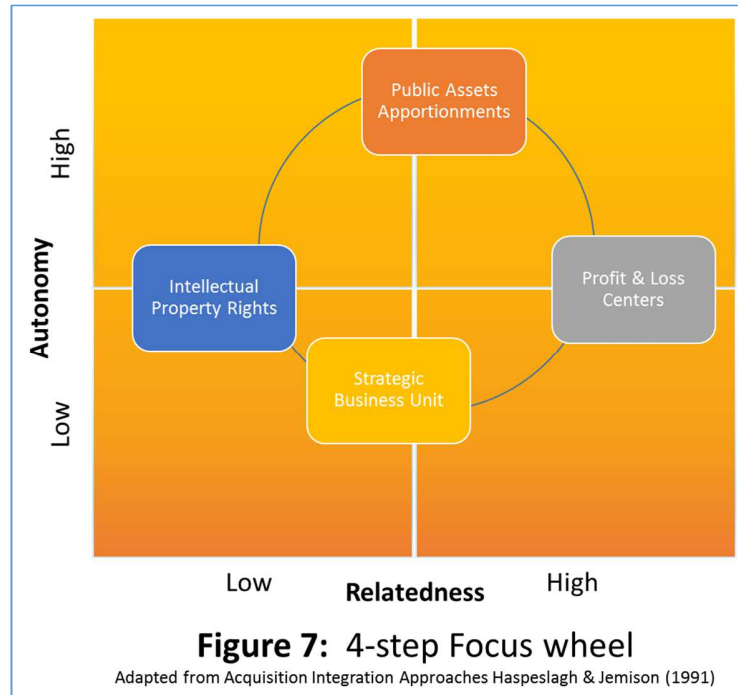 Public Assets
Apportionments
High
Intellectual
Property Rights
Profit & Loss
Centers
Autonomy
Strategic
Business Unit
Low
Low
High
Relatedness
Figure 7: 4-step Focus wheel
Adapted from Acquisition Integration Approaches Haspeslagh & Jemison (1991)